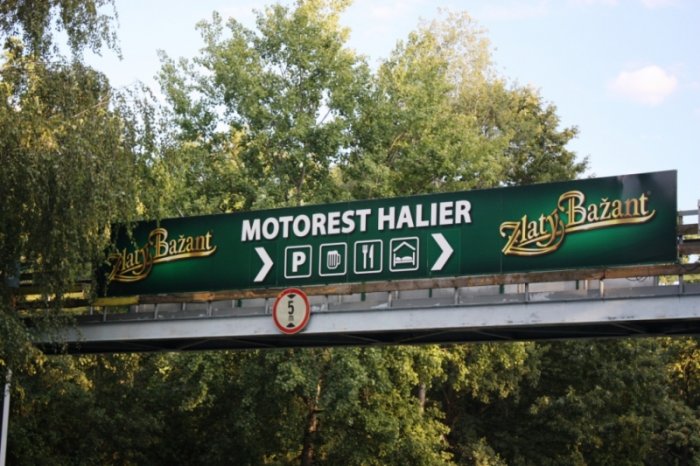 Zlatý Bažant
MOTOREST HALIER
P
Zlatý Bažant
5
m